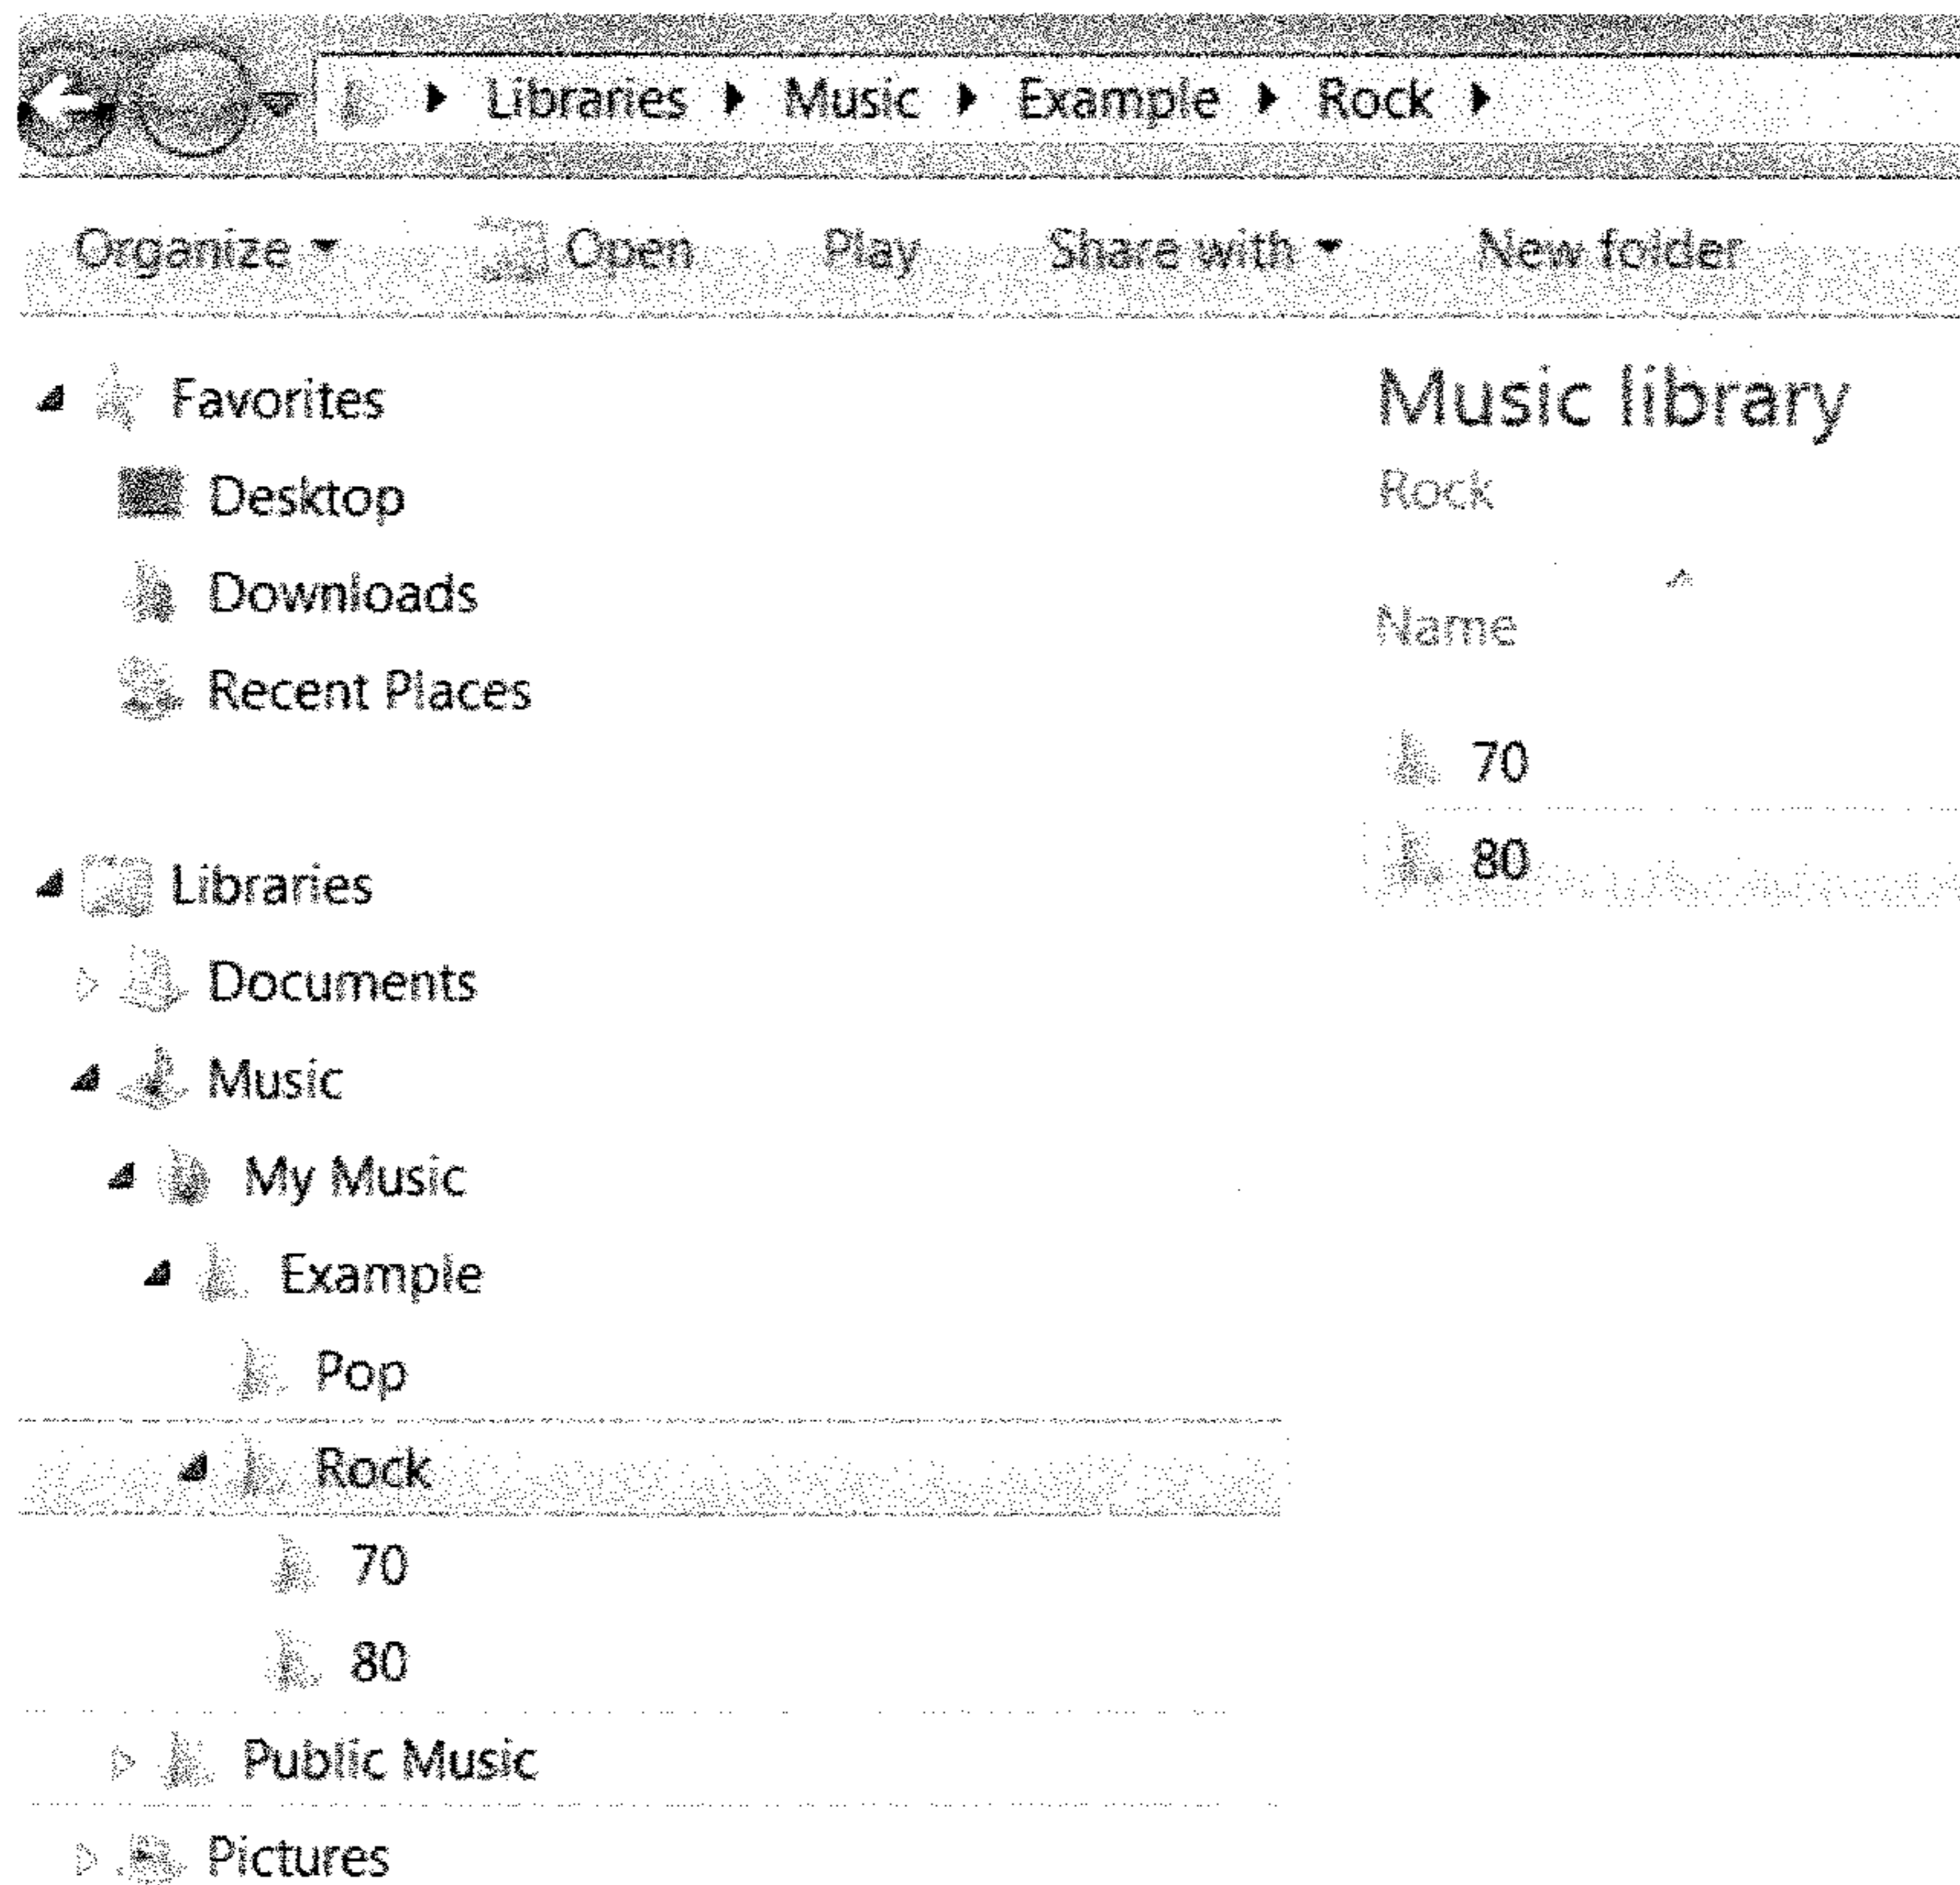 Libraries Music Example Rock
Organize Open Play Share with New folder
Favorites
Desktop
Downloads
Recent Places
Libraries
Documents
Music
My Music
Example
Pop
Rock
70
80
Public Music
Pictures
Music library
Rock
Name
70
80